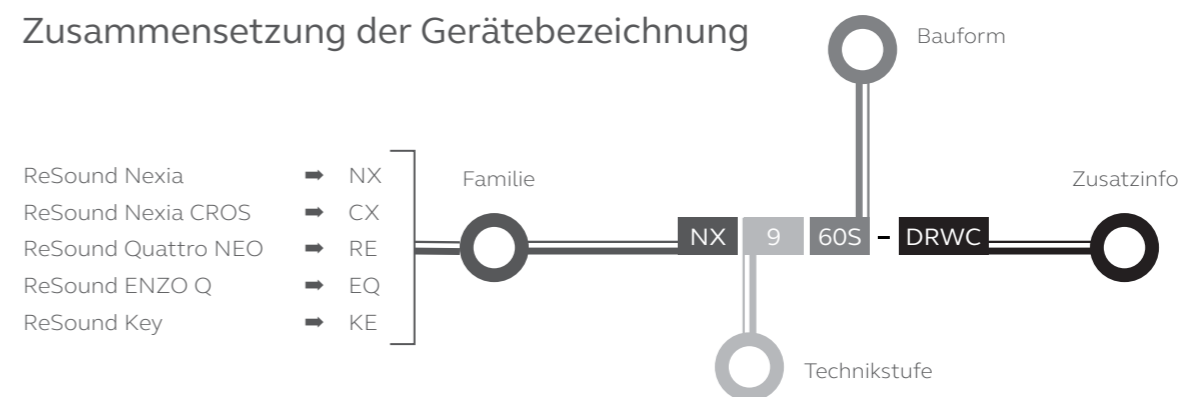 Zusammensetzung der Gerätebezeichnung
Bauform
ReSound Nexia ➡ NX
ReSound Nexia CROS ➡ CX
ReSound Quattro NEO ➡ RE
ReSound ENZO Q ➡ EQ
ReSound Key ➡ KE
Familie
Zusatzinfo
NX 9 60S – DRWC
Technikstufe